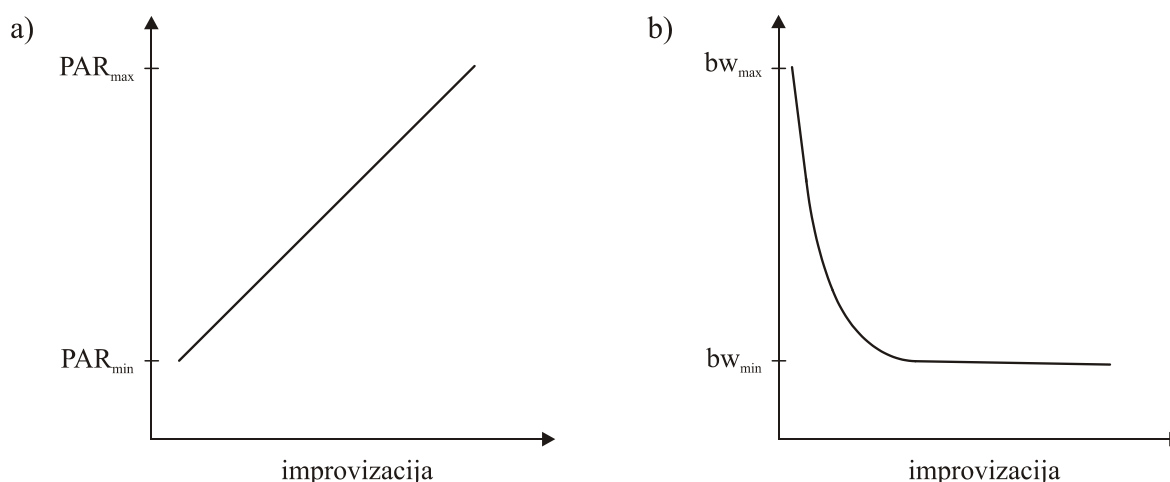 a)
PARmax
PARmin
improvizacija
b)
bwmax
bwmin
improvizacija